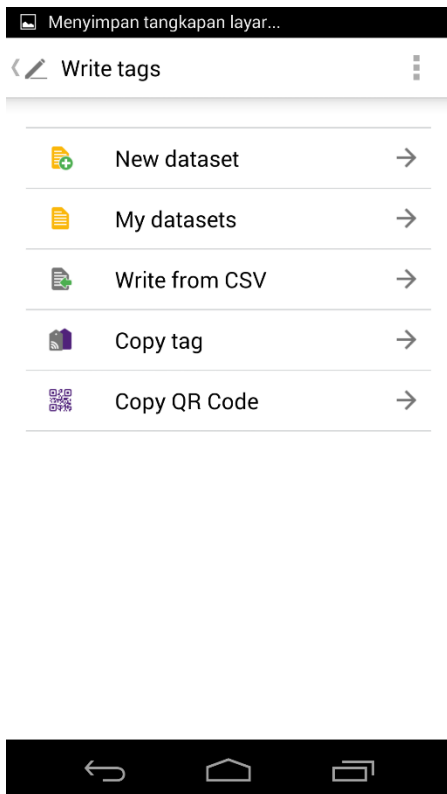 Menyimpan tangkapan layar...
Write tags
New dataset
My datasets
Write from CSV
Copy tag
Copy QR Code